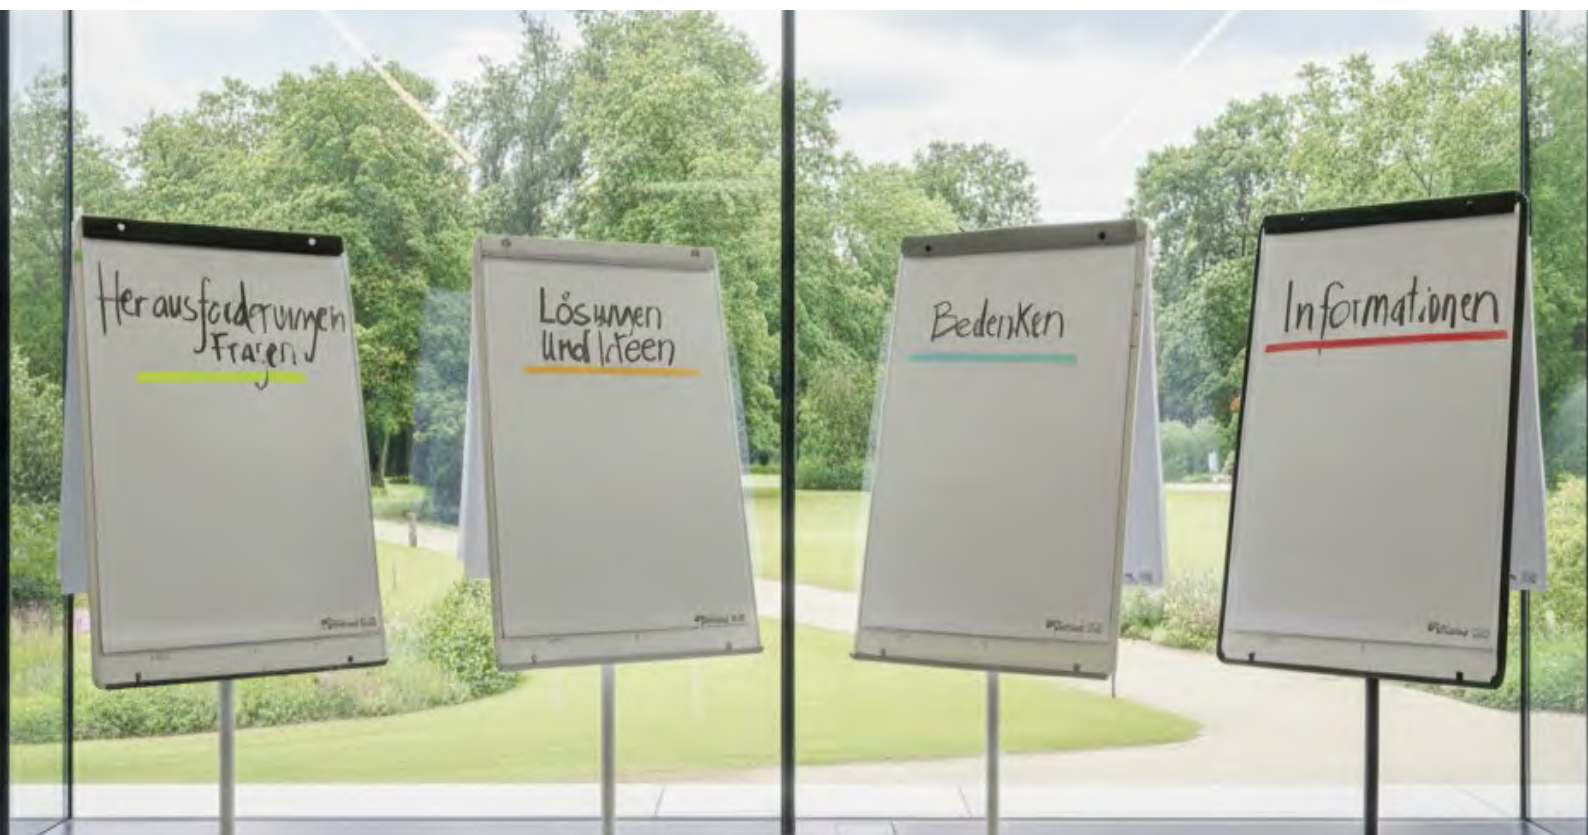 Herausforderungen
Fragen
Lösungen
und Ideen
Bedenken
Informationen